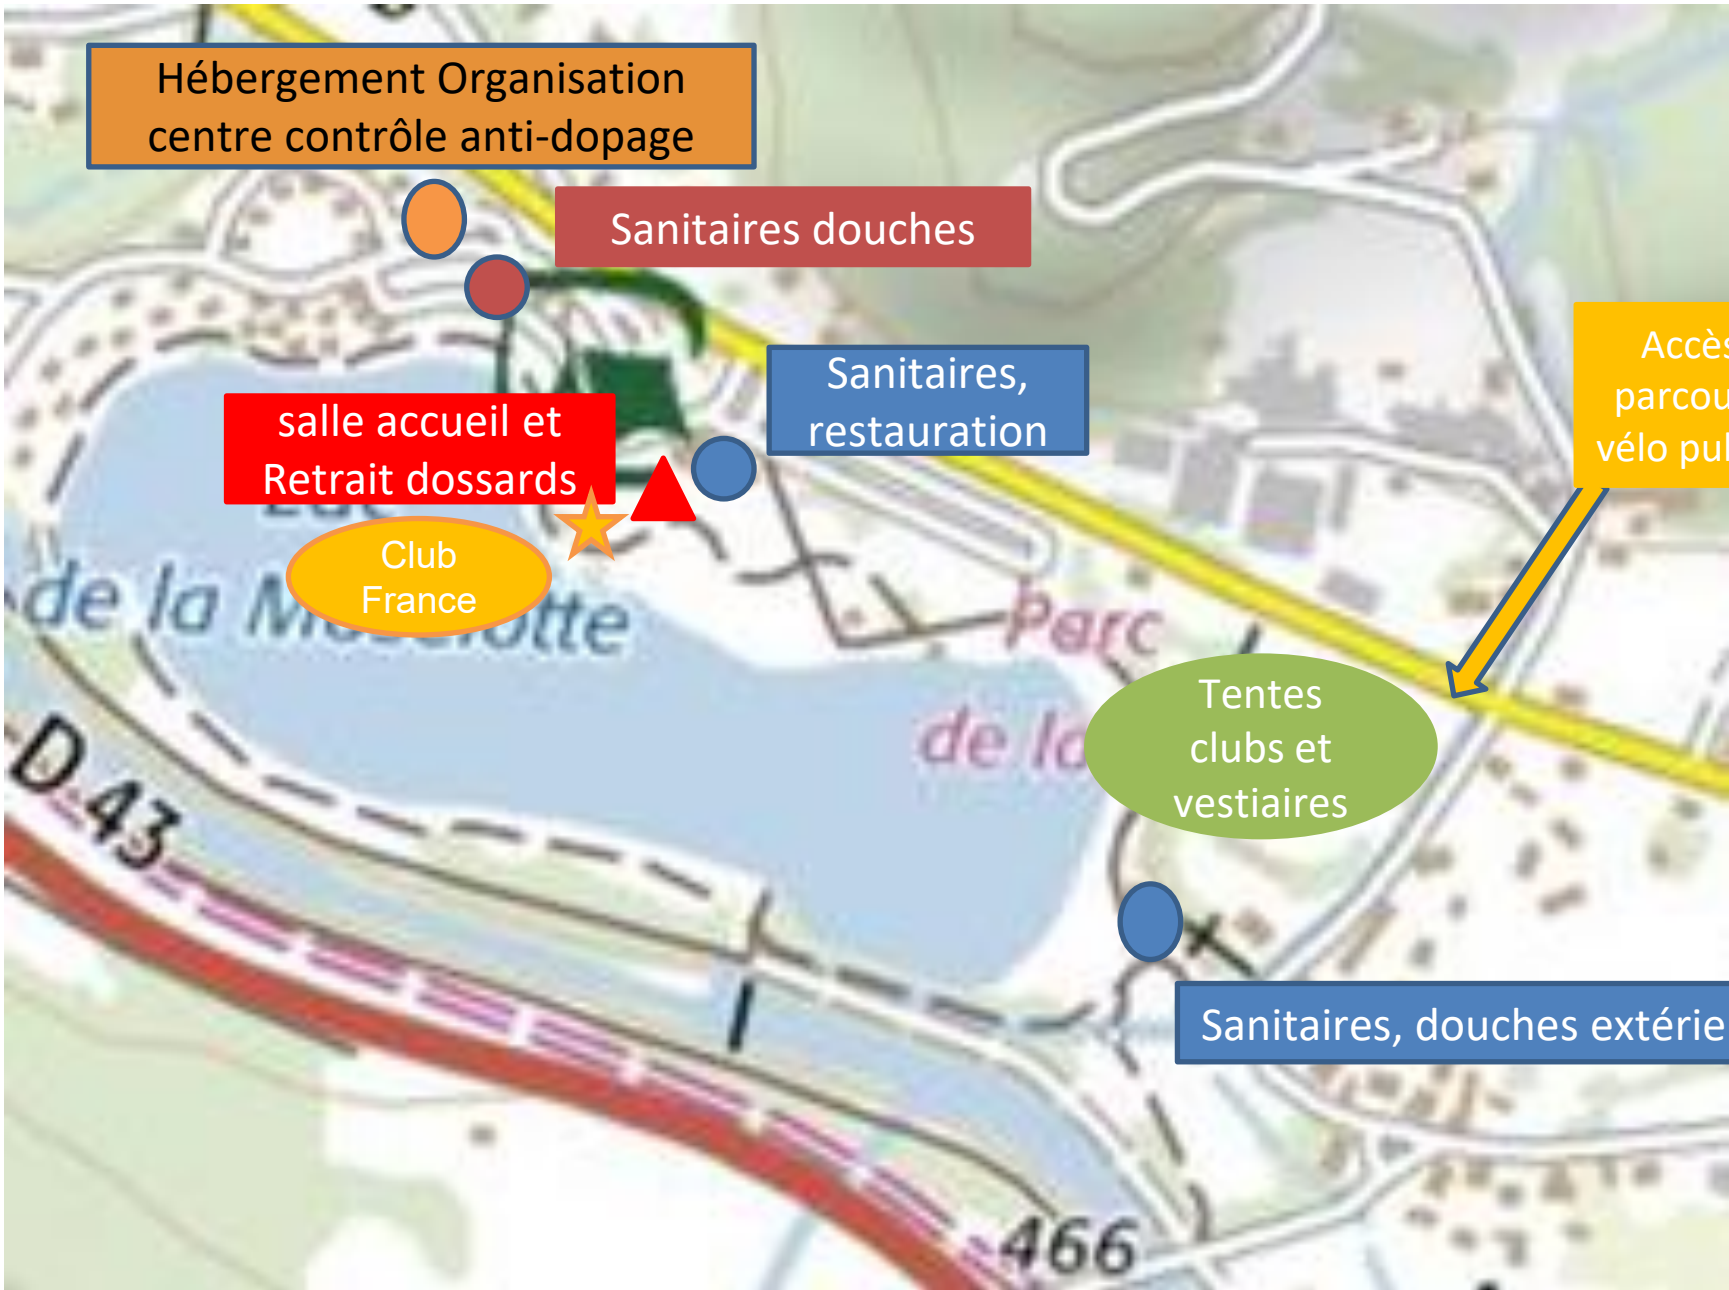 Hébergement Organisation
centre contrôle anti-dopage
Sanitaires douches
Accès
Sanitaires,
restauration
salle accueil et
Retrait dossards
Club
France
de la
Parc
de la
Tentes
clubs et
vestiaires
D 43
Sanitaires, douches
466